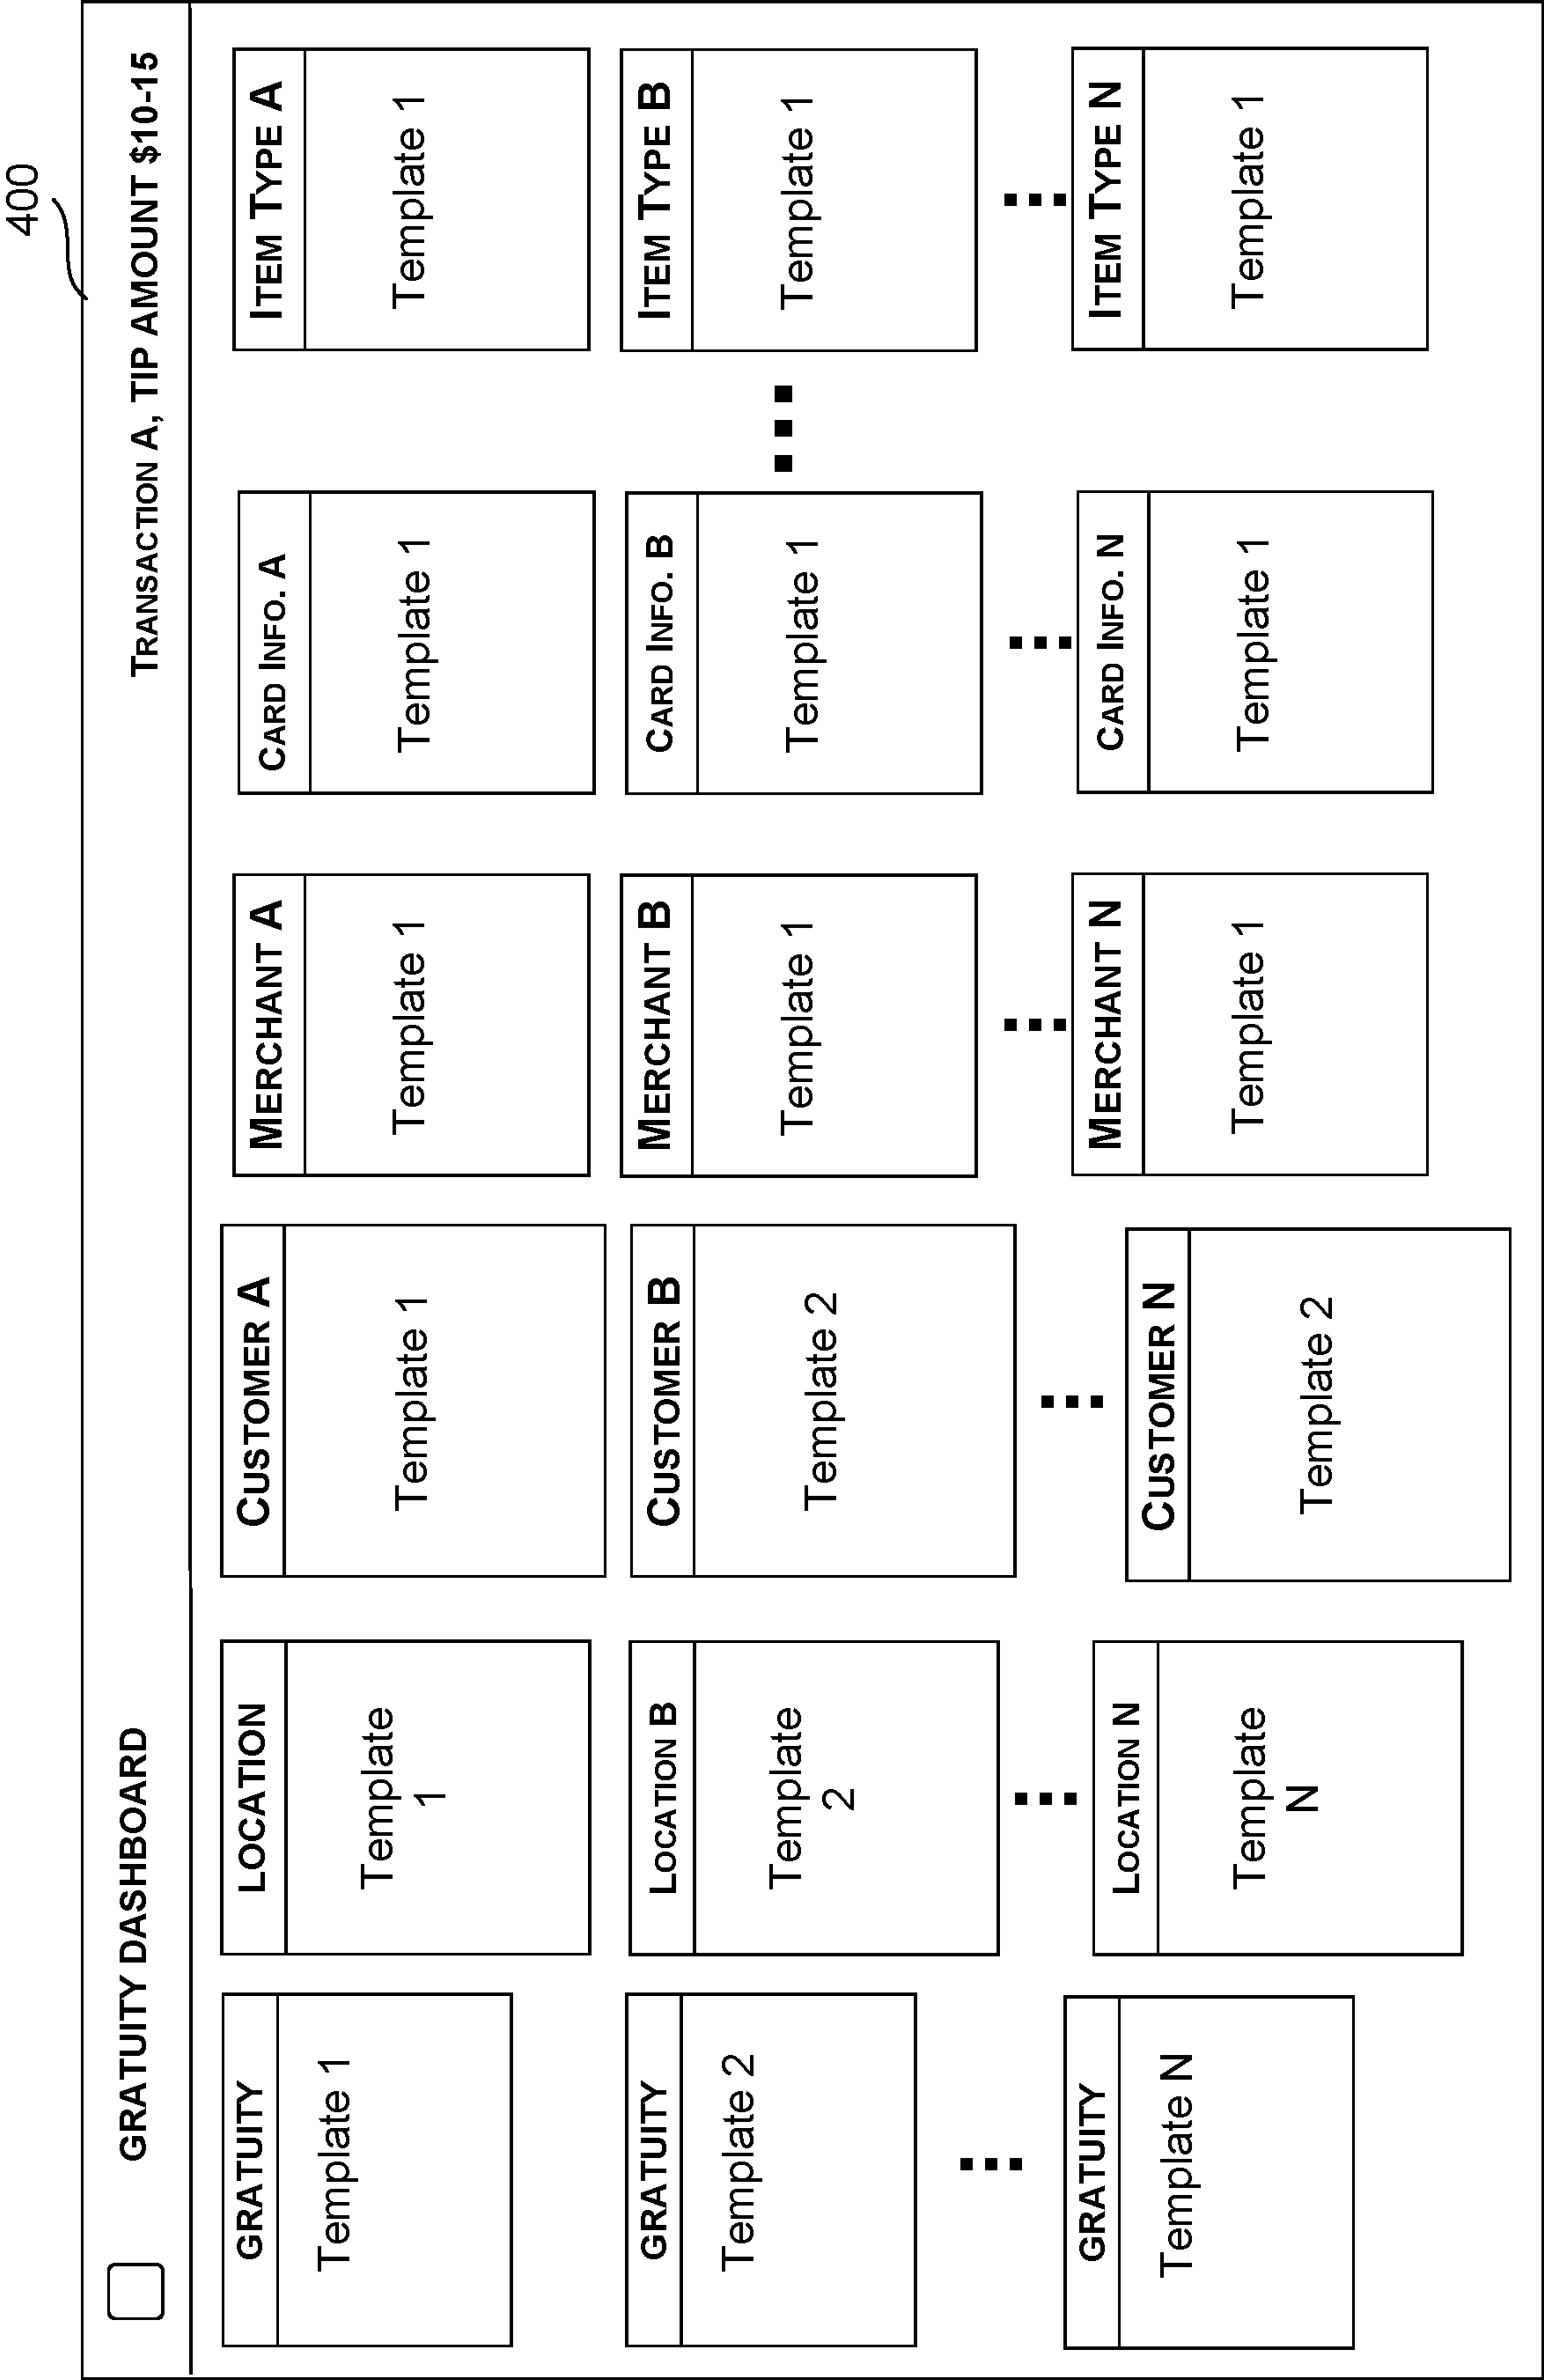 400
GRATUITY DASHBOARD
TRANSACTION A, TIP AMOUNT $10-15
GRATUITY
Template 1
LOCATION
Template
1
CUSTOMER A
Template 1
MERCHANT A
Template 1
CARD INFO. A
Template 1
ITEM TYPE A
Template 1
GRATUITY
Template 2
LOCATION B
Template
2
CUSTOMER B
Template 2
MERCHANT B
Template 1
CARD INFO. B
Template 1
ITEM TYPE B
Template 1
GRATUITY
Template N
LOCATION N
Template
N
CUSTOMER N
Template 2
MERCHANT N
Template 1
CARD INFO. N
Template 1
ITEM TYPE N
Template 1